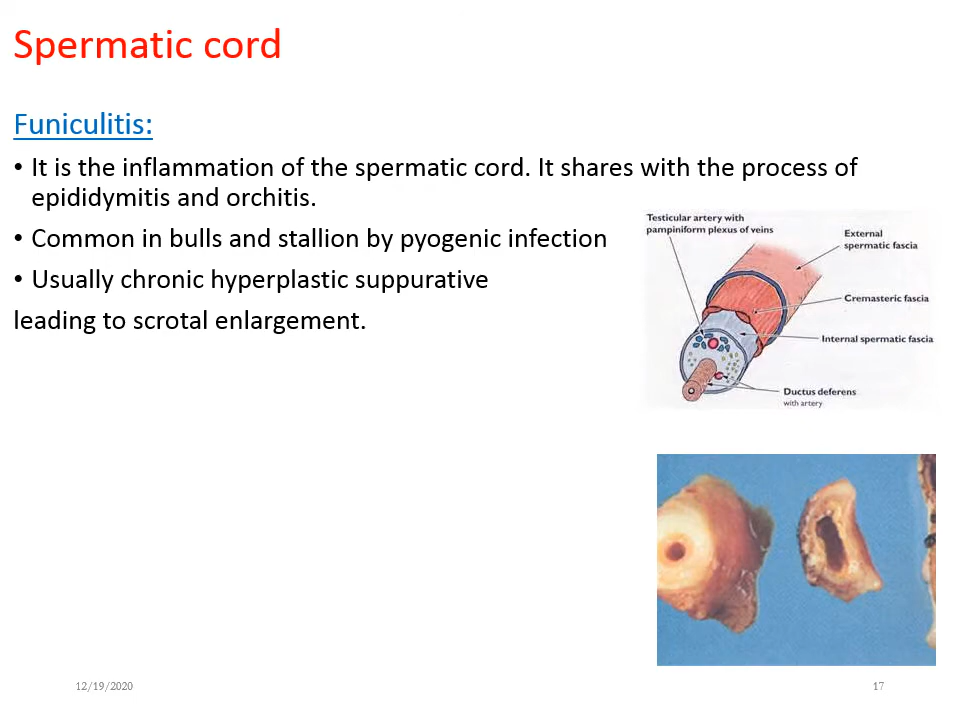 Spermatic cord
Funiculitis:
• It is the inflammation of the spermatic cord. It shares with the process of
epididymitis and orchitis.
• Common in bulls and stallion by pyogenic infection
• Usually chronic hyperplastic suppurative
leading to scrotal enlargement.
Testicular artery with
pampiniform plexus of veins
External
spermatic fascia
Cremasteric fascia
Internal spermatic fascia
Ductus deferens
with artery
12/19/2020
17